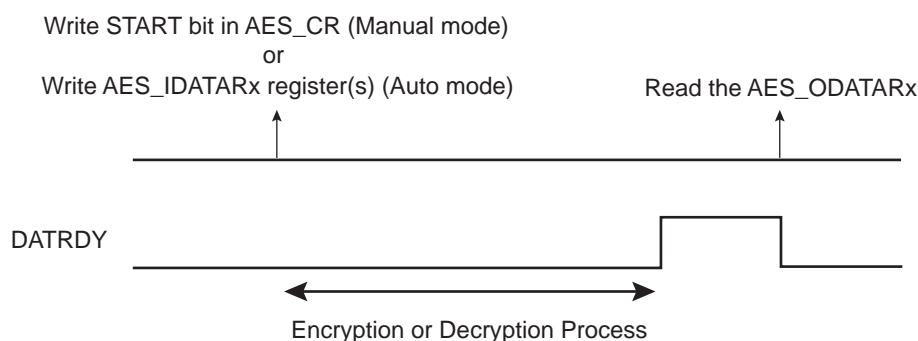 Write START bit in AES_CR (Manual mode)
or
Write AES_IDATARx register(s) (Auto mode)
Read the AES_ODATARx
DATRDY
Encryption or Decryption Process